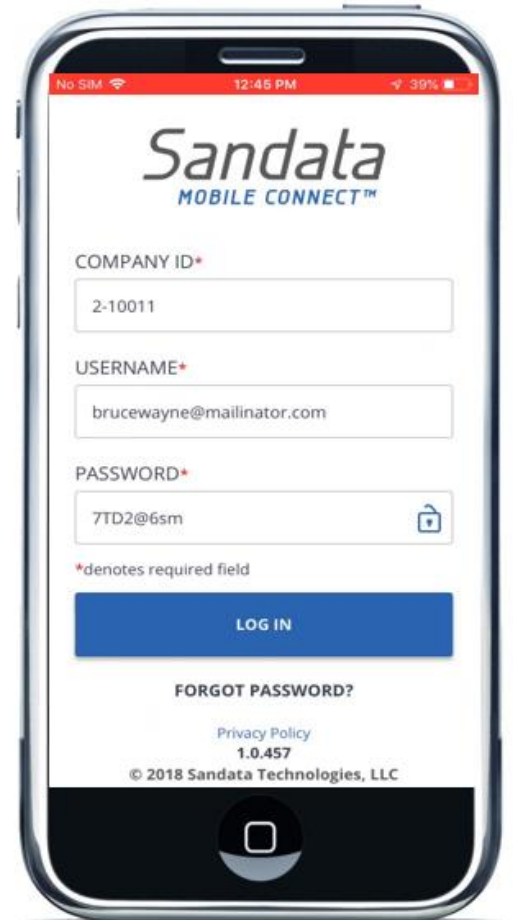 No SIM 12:45 PM 39%
Sandata
MOBILE CONNECT™
COMPANY ID*
2-10011
USERNAME*
brucewayne@mailinator.com
PASSWORD*
7TD2@6sm
*denotes required field
LOG IN
FORGOT PASSWORD?
Privacy Policy
1.0.457
© 2018 Sandata Technologies, LLC